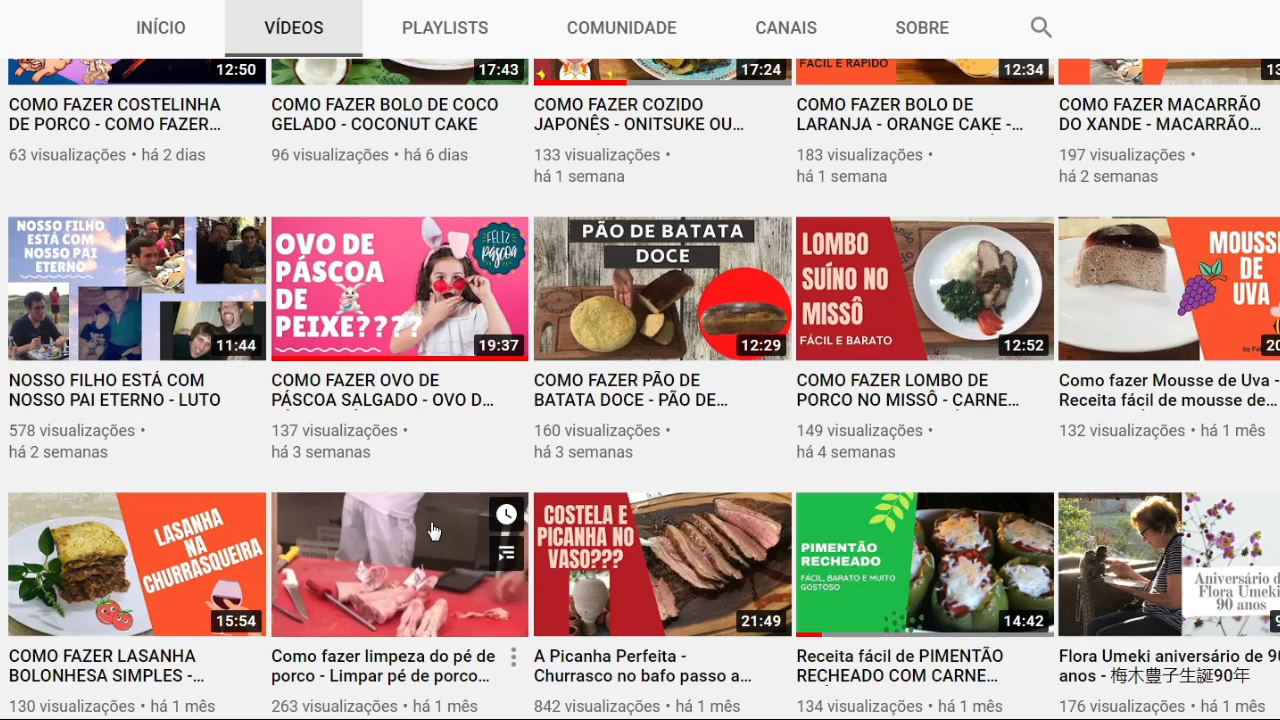 INÍCIO
VÍDEOS
PLAYLISTS
COMUNIDADE
CANAIS
SOBRE
12:50
17:43
17:24
FÁCIL E RÁPIDO
12:34
13
COMO FAZER COSTELINHA
DE PORCO - COMO FAZER...
63 visualizações • há 2 dias
COMO FAZER BOLO DE COCO
GELADO - COCONUT CAKE
96 visualizações • há 6 dias
COMO FAZER COZIDO
JAPONÊS - ONITSUKE OU...
133 visualizações •
há 1 semana
COMO FAZER BOLO DE
LARANJA - ORANGE CAKE -...
183 visualizações •
há 1 semana
COMO FAZER MACARRÃO
DO XANDE - MACARRÃO...
197 visualizações •
há 2 semanas
NOSSO FILHO
ESTÁ COM
NOSSO PAI
ETERNO
11:44
OVO DE
PÁSCOA
DE
PEIXE????
FELIZ
Páscoa
19:37
PÃO DE BATATA
DOCE
12:29
LOMBO
SUÍNO NO
MISSÔ
FÁCIL E BARATO
12:52
MOUSSE
DE
UVA
20
NOSSO FILHO ESTÁ COM
NOSSO PAI ETERNO - LUTO
578 visualizações •
há 2 semanas
COMO FAZER OVO DE
PÁSCOA SALGADO - OVO D...
137 visualizações •
há 3 semanas
COMO FAZER PÃO DE
BATATA DOCE - PÃO DE...
160 visualizações •
há 3 semanas
COMO FAZER LOMBO DE
PORCO NO MISSÔ - CARNE...
149 visualizações •
há 4 semanas
Como fazer Mousse de Uva -
Receita fácil de mousse de...
132 visualizações • há 1 mês
LASANHA
NA
CHURRASQUEIRA
15:54
COSTELA E
PICANHA NO
VASO???
21:49
PIMENTÃO
RECHEADO
FÁCIL, BARATO E MUITO
GOSTOSO
14:42
Aniversário d
Flora Umeki
90 anos
COMO FAZER LASANHA
BOLONHESA SIMPLES -...
130 visualizações • há 1 mês
Como fazer limpeza do pé de
porco - Limpar pé de porco...
263 visualizações • há 1 mês
A Picanha Perfeita -
Churrasco no bafo passo a...
842 visualizações • há 1 mês
Receita fácil de PIMENTÃO
RECHEADO COM CARNE...
134 visualizações • há 1 mês
Flora Umeki aniversário de 90
anos - 梅木豊子生誕90年
176 visualizações • há 1 mês